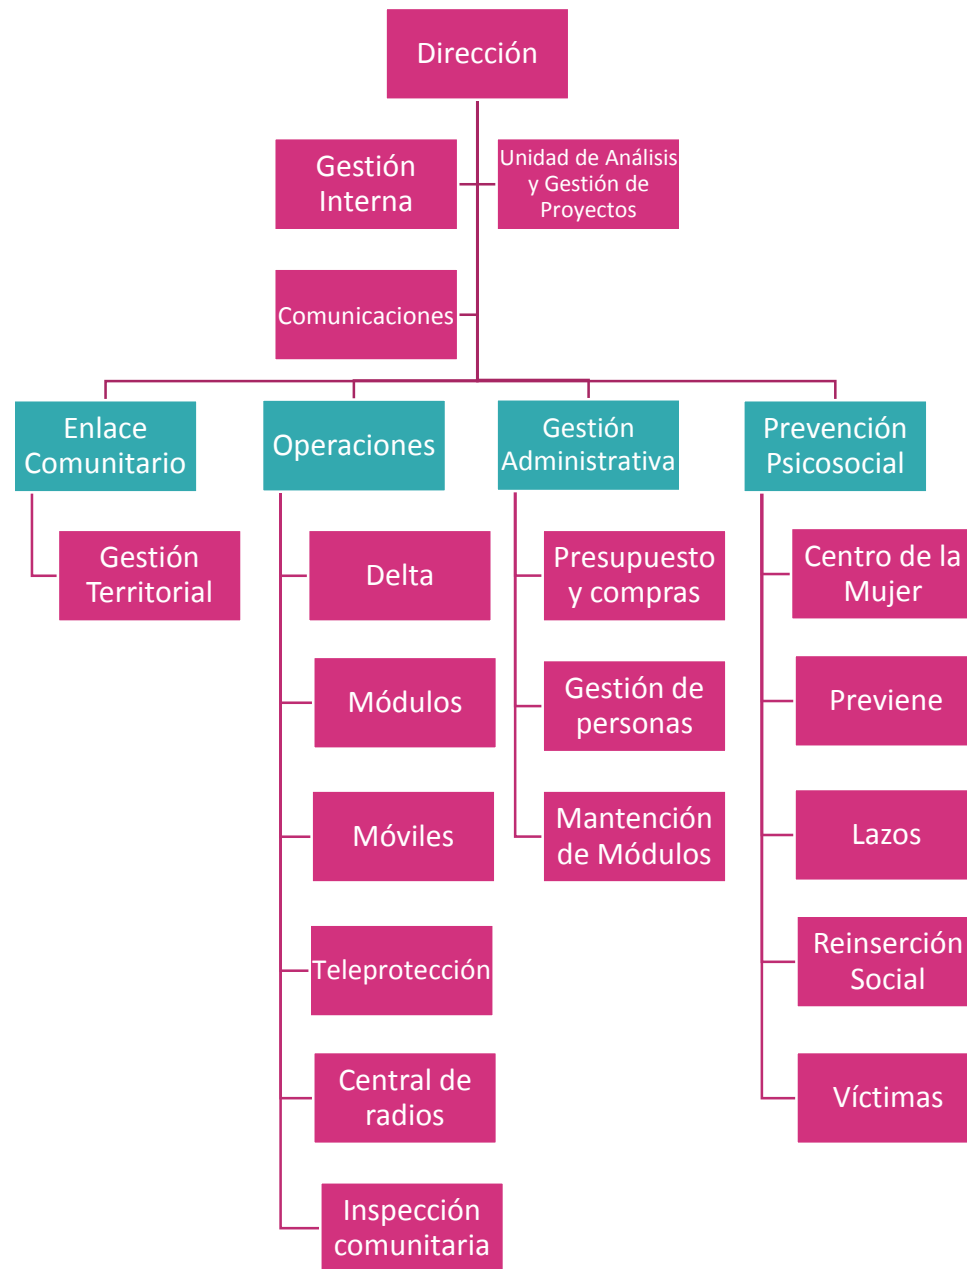 Dirección
Gestión
Interna
Unidad de Análisis
y Gestión de
Proyectos
Comunicaciones
Enlace
Comunitario
Operaciones
Gestión
Administrativa
Prevención
Psicosocial
Gestión
Territorial
Delta
Módulos
Móviles
Teleprotección
Central de
radios
Inspección
comunitaria
Presupuesto
y compras
Gestión de
personas
Mantención
de Módulos
Centro de la
Mujer
Previene
Lazos
Reinserción
Social
Víctimas